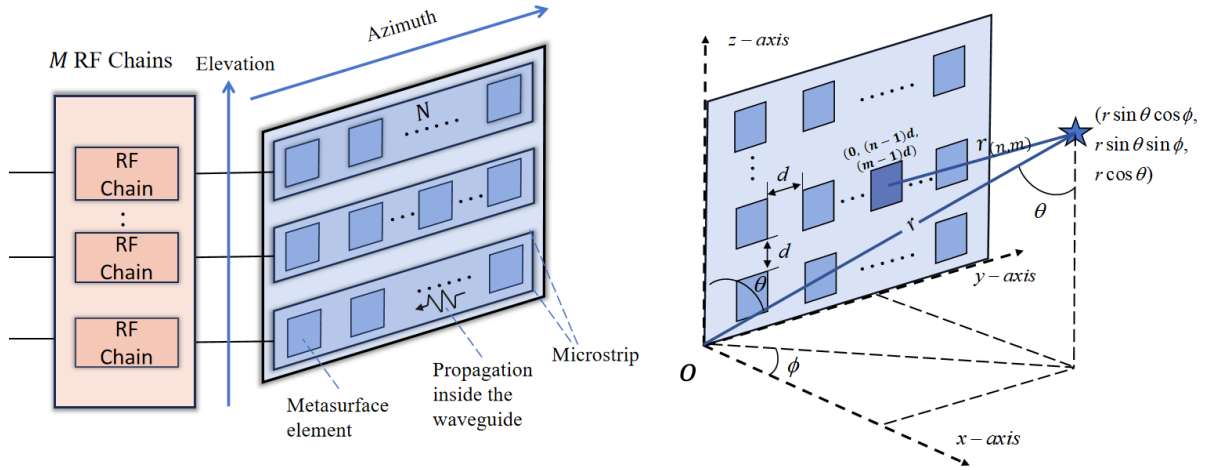 M RF Chains
Elevation
Azimuth
N
RF
Chain
RF
Chain
RF
Chain
Microstrip
Metasurface
element
Propagation
inside the
waveguide
z – axis
(r sin θ cos ϕ,
r sin θ sin ϕ,
r cos θ)
(0, (n−1)d,
(m−1)d)
r(n,m)
d
d
r
θ
θ
y – axis
O
ϕ
x – axis